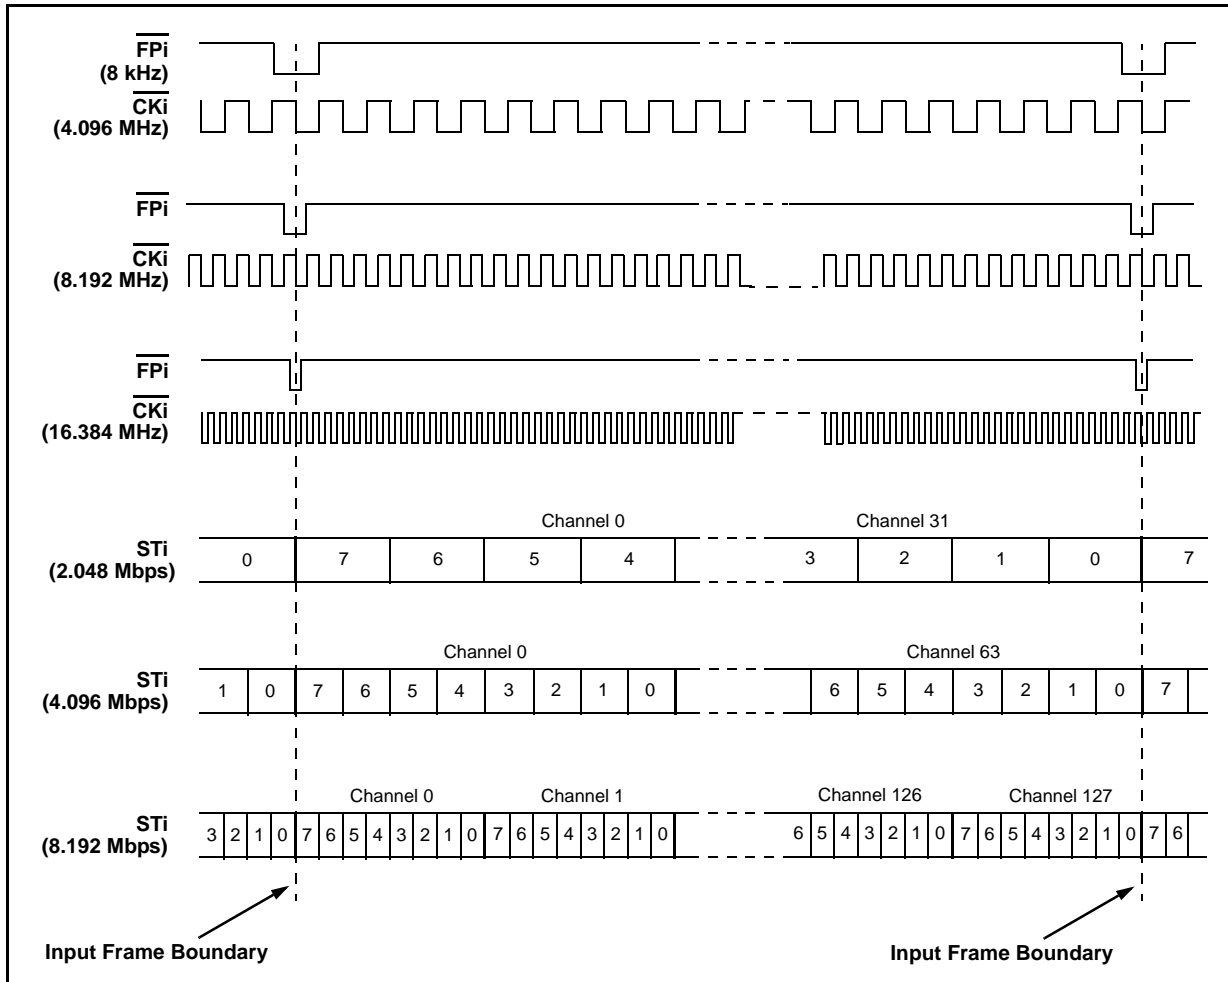 FPi
(8 kHz)
CKi
(4.096 MHz)
FPi
CKi
(8.192 MHz)
FPi
CKi
(16.384 MHz)
Channel 0 Channel 31
STi
(2.048 Mbps)
0 7 6 5 4 3 2 1 0 7
Channel 0 Channel 63
STi
(4.096 Mbps)
1 0 7 6 5 4 3 2 1 0 6 5 4 3 2 1 0 7
Channel 0 Channel 1 Channel 126 Channel 127
STi
(8.192 Mbps)
3 2 1 0 7 6 5 4 3 2 1 0 7 6 5 4 3 2 1 0 6 5 4 3 2 1 0 7 6 5 4 3 2 1 0 7 6
Input Frame Boundary Input Frame Boundary